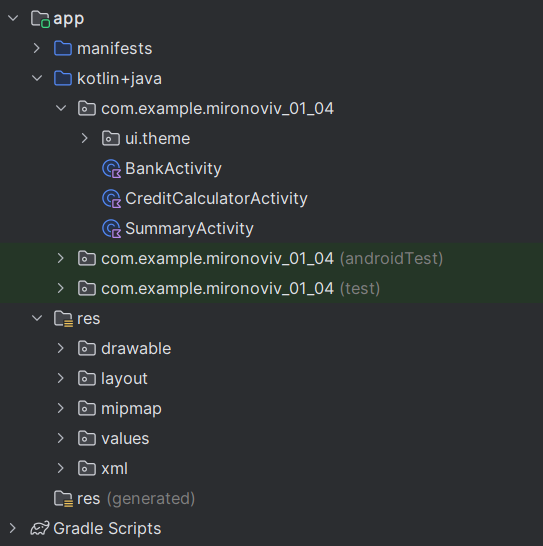 app
manifests
kotlin+java
com.example.mironoviv_01_04
ui.theme
BankActivity
CreditCalculatorActivity
SummaryActivity
com.example.mironoviv_01_04 (androidTest)
com.example.mironoviv_01_04 (test)
res
drawable
layout
mipmap
values
xml
res (generated)
Gradle Scripts